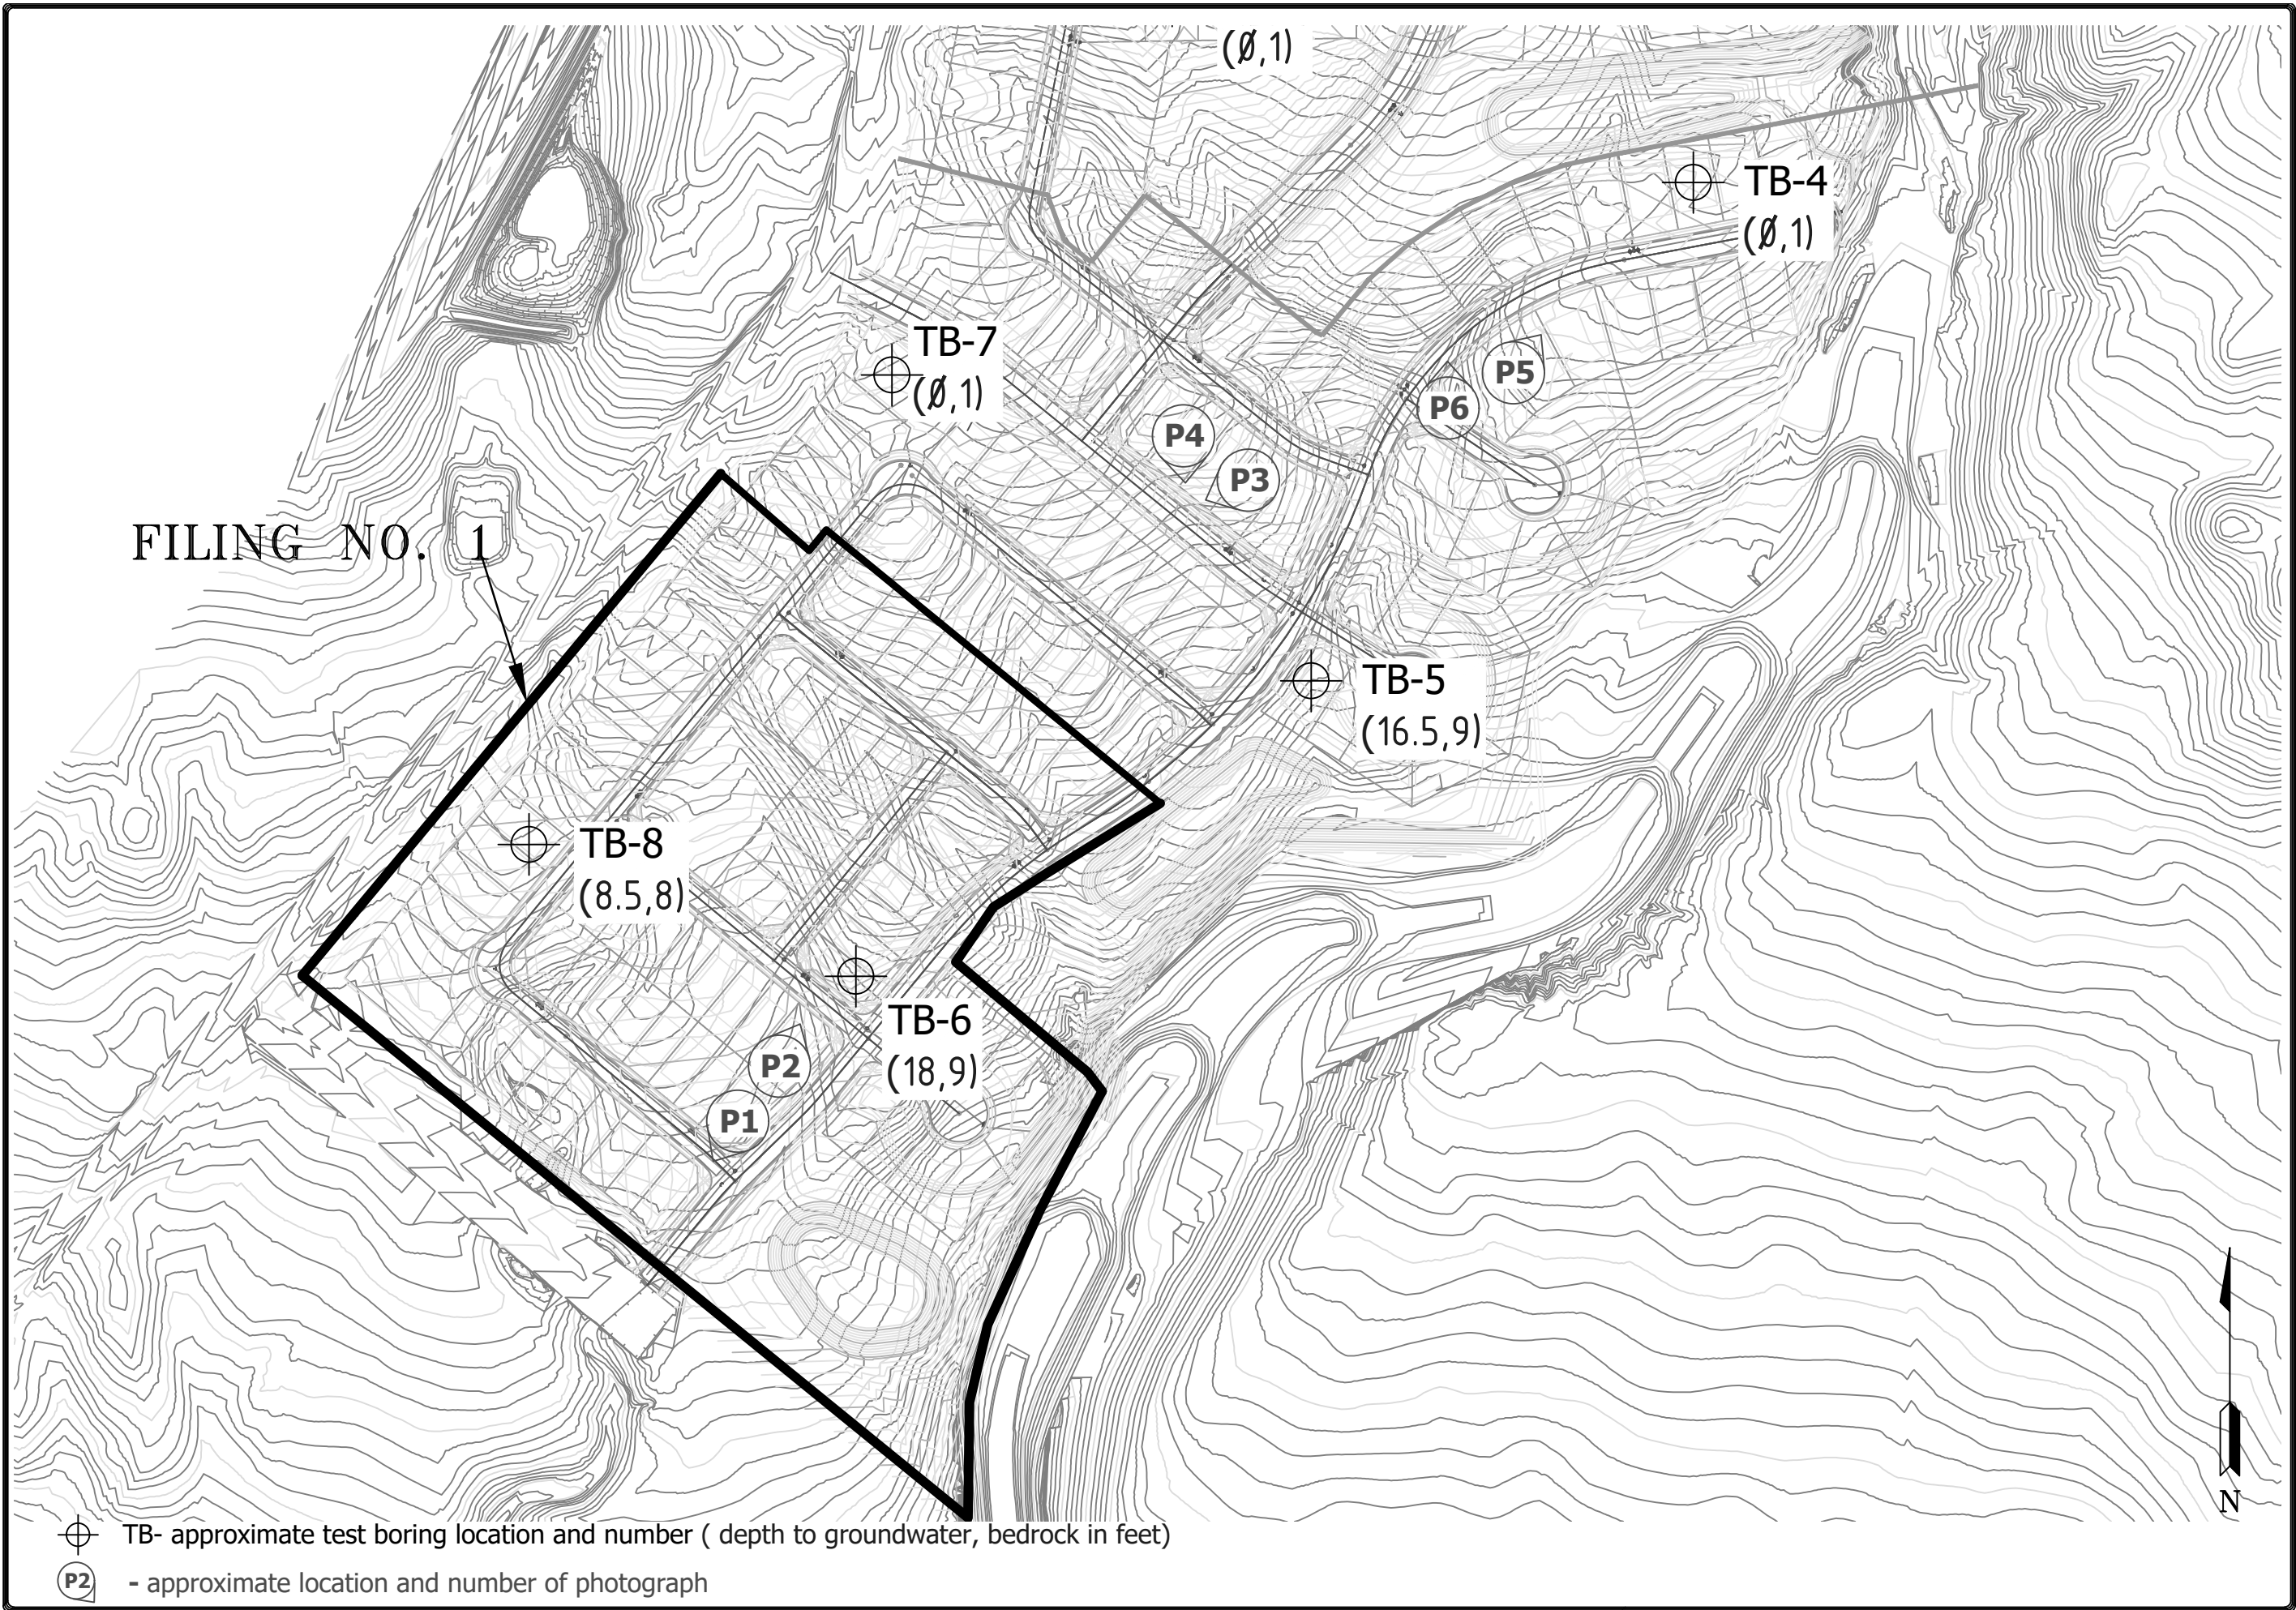 (Ø,1)
TB-4
(Ø,1)
TB-7
(Ø,1)
P5
P6
P4
P3
FILING NO. 1
TB-5
(16.5,9)
TB-8
(8.5,8)
TB-6
(18,9)
P2
P1
N
TB- approximate test boring location and number ( depth to groundwater, bedrock in feet)
P2 - approximate location and number of photograph